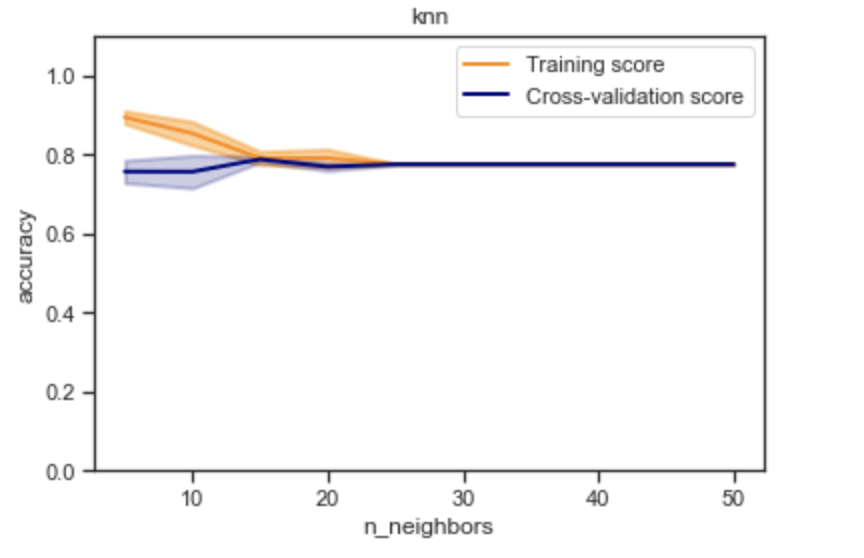 knn
Training score
Cross-validation score
1.0
0.8
0.6
0.4
0.2
0.0
accuracy
10 20 30 40 50
n_neighbors